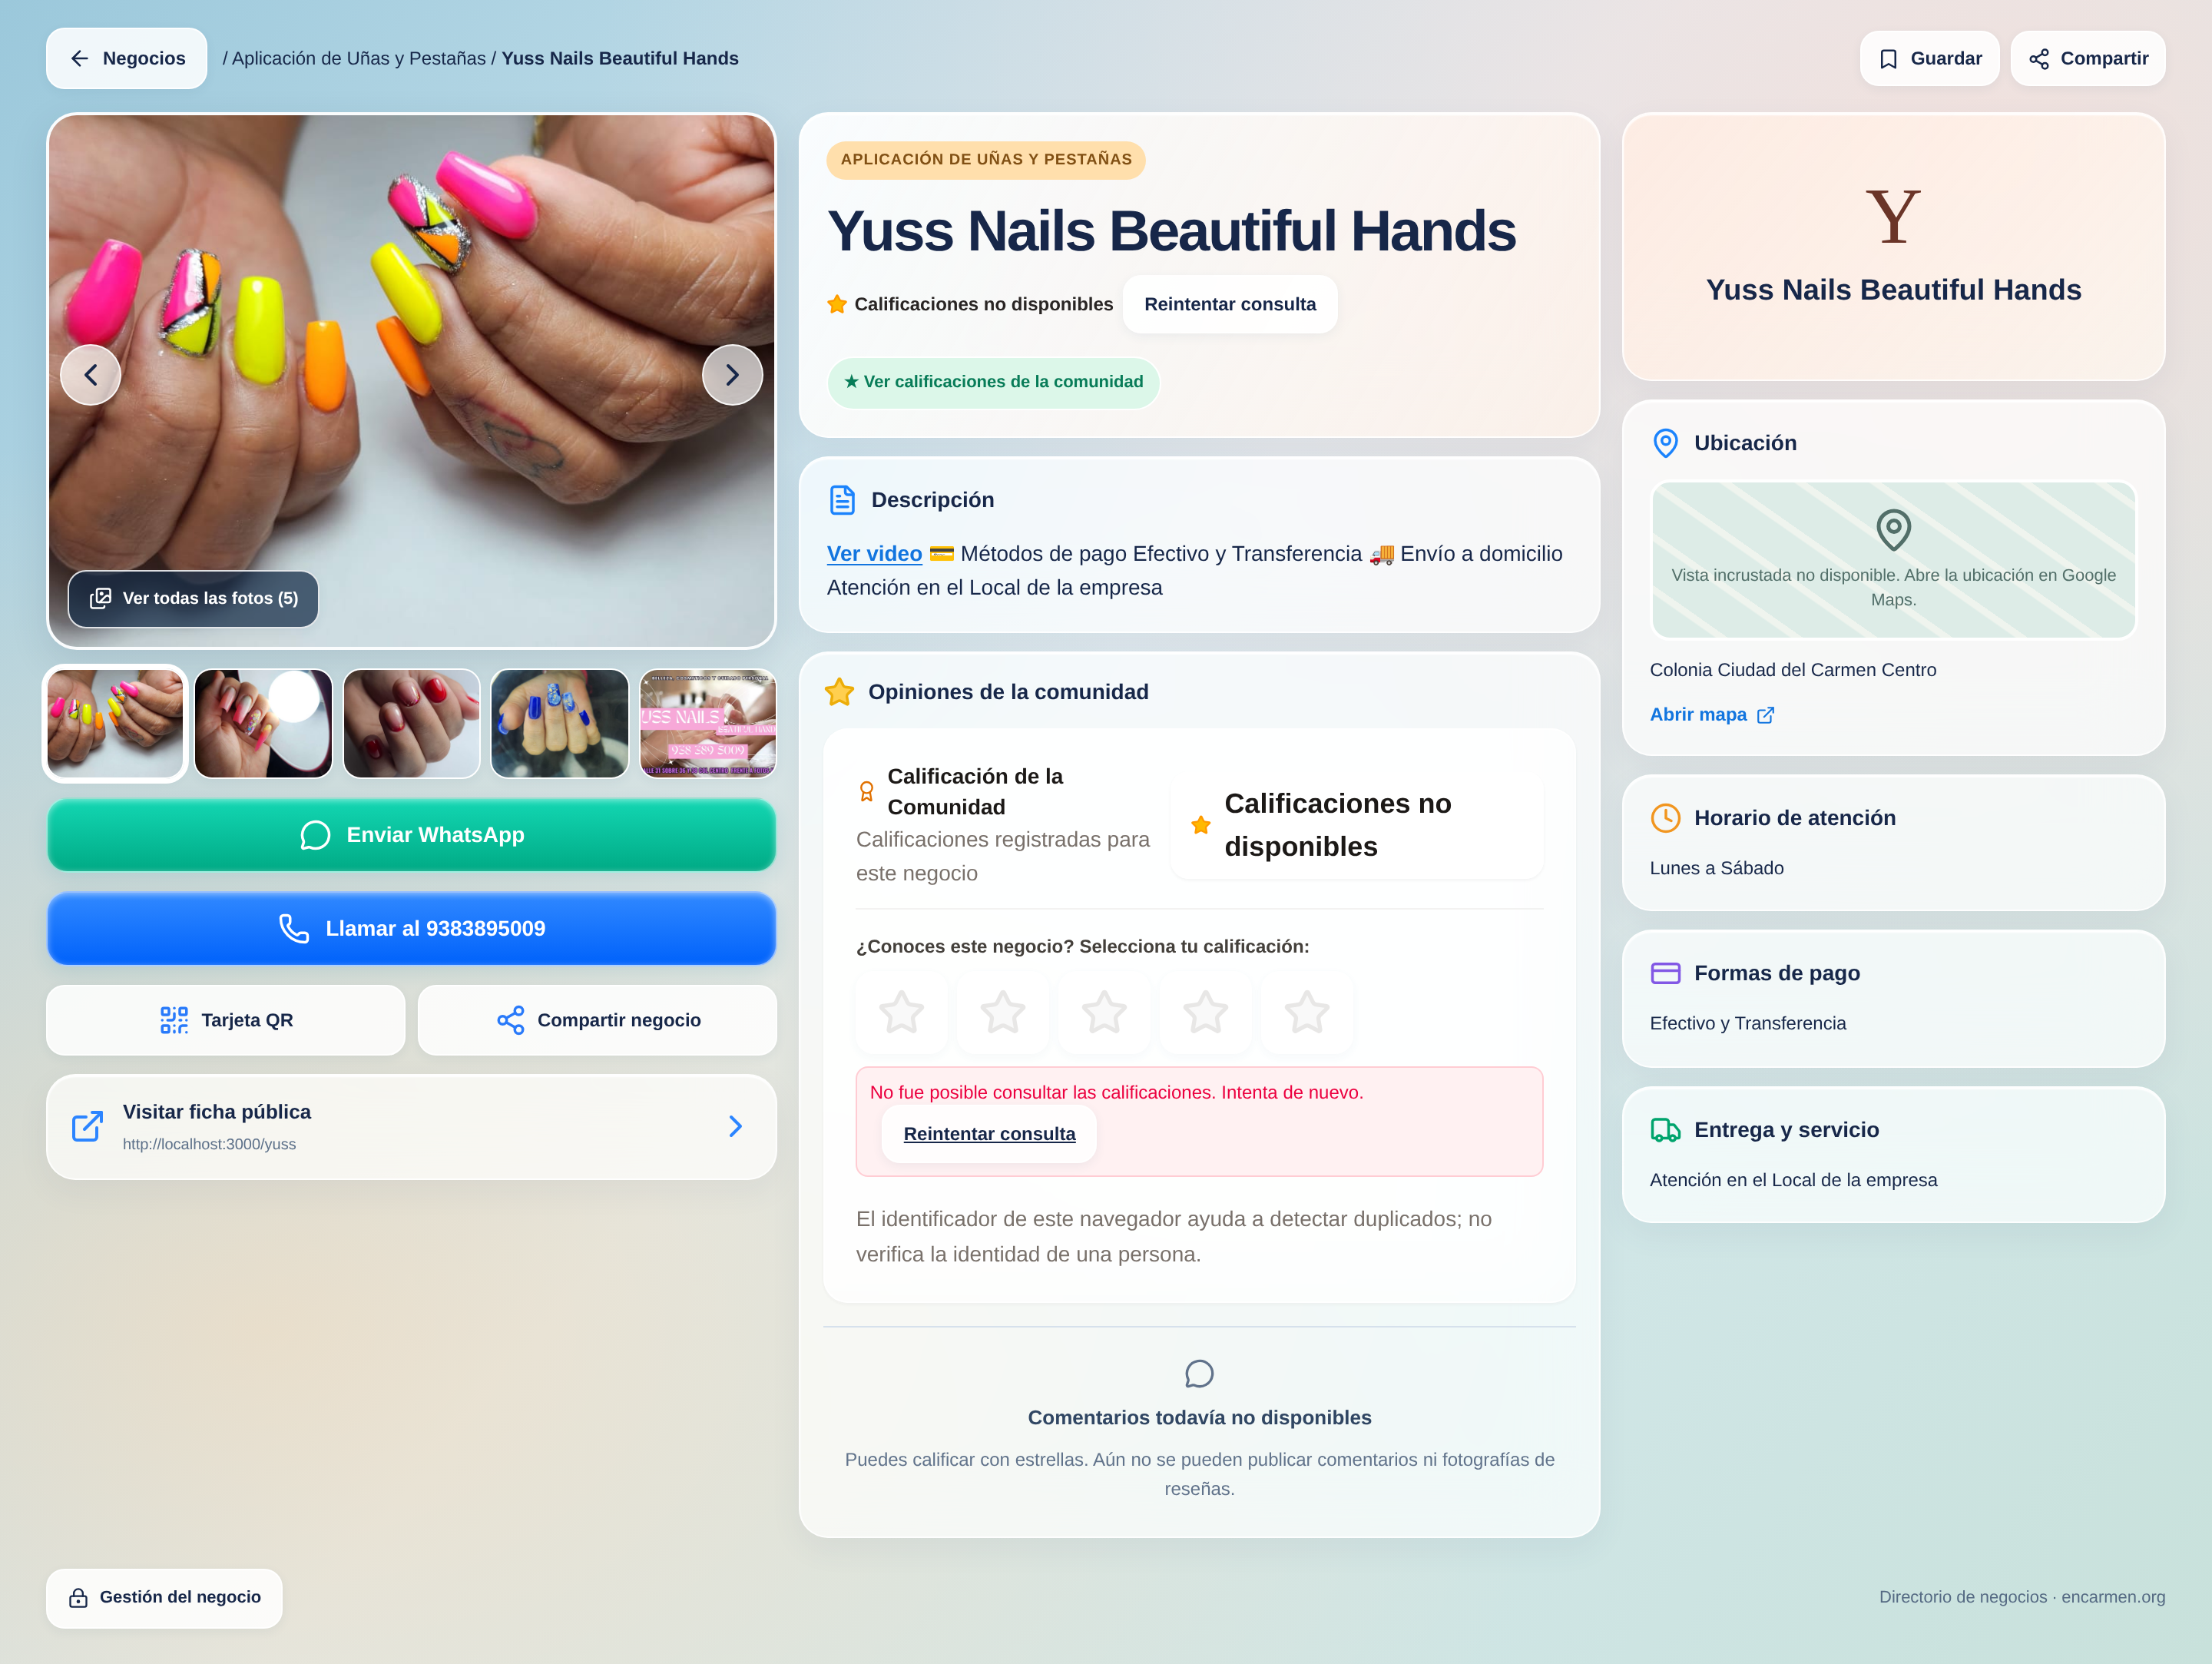 Negocios
/ Aplicación de Uñas y Pestañas / Yuss Nails Beautiful Hands
Guardar
Compartir
Ver todas las fotos (5)
USS NAILS
938 389 5009
Enviar WhatsApp
Llamar al 9383895009
Tarjeta QR
Compartir negocio
Visitar ficha pública
http://localhost:3000/yuss
APLICACIÓN DE UÑAS Y PESTAÑAS
Yuss Nails Beautiful Hands
Calificaciones no disponibles
Reintentar consulta
★ Ver calificaciones de la comunidad
Descripción
Ver video 💳 Métodos de pago Efectivo y Transferencia 🚚 Envío a domicilio
Atención en el Local de la empresa
Opiniones de la comunidad
Calificación de la
Comunidad
Calificaciones registradas para
este negocio
Calificaciones no
disponibles
¿Conoces este negocio? Selecciona tu calificación:
No fue posible consultar las calificaciones. Intenta de nuevo.
Reintentar consulta
El identificador de este navegador ayuda a detectar duplicados; no
verifica la identidad de una persona.
Comentarios todavía no disponibles
Puedes calificar con estrellas. Aún no se pueden publicar comentarios ni fotografías de
reseñas.
Y
Yuss Nails Beautiful Hands
Ubicación
Vista incrustada no disponible. Abre la ubicación en Google
Maps.
Colonia Ciudad del Carmen Centro
Abrir mapa
Horario de atención
Lunes a Sábado
Formas de pago
Efectivo y Transferencia
Entrega y servicio
Atención en el Local de la empresa
Gestión del negocio
Directorio de negocios · encarmen.org